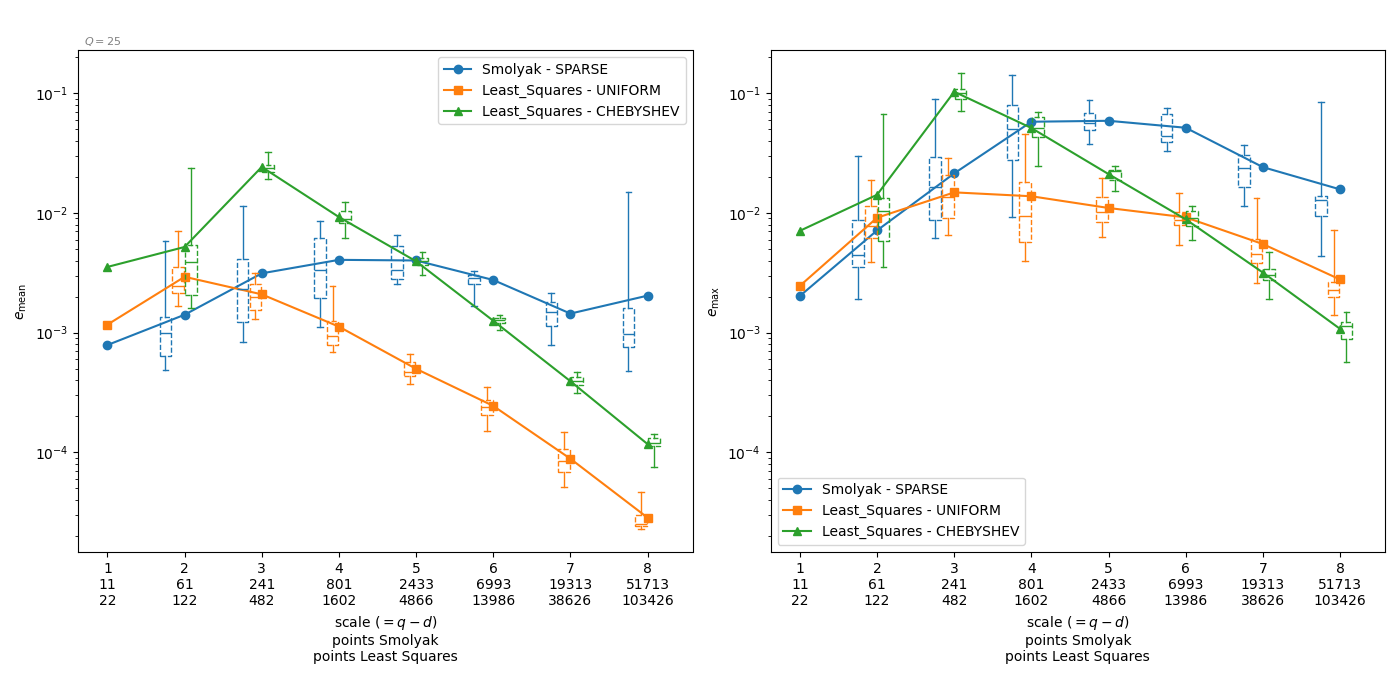 Q = 25
Smolyak - SPARSE
Least_Squares - UNIFORM
Least_Squares - CHEBYSHEV
10⁻¹
10⁻²
10⁻³
10⁻⁴
e_mean
1 2 3 4 5 6 7 8
11 61 241 801 2433 6993 19313 51713
22 122 482 1602 4866 13986 38626 103426
scale (= q − d)
points Smolyak
points Least Squares
10⁻¹
10⁻²
10⁻³
10⁻⁴
e_max
Smolyak - SPARSE
Least_Squares - UNIFORM
Least_Squares - CHEBYSHEV
1 2 3 4 5 6 7 8
11 61 241 801 2433 6993 19313 51713
22 122 482 1602 4866 13986 38626 103426
scale (= q − d)
points Smolyak
points Least Squares